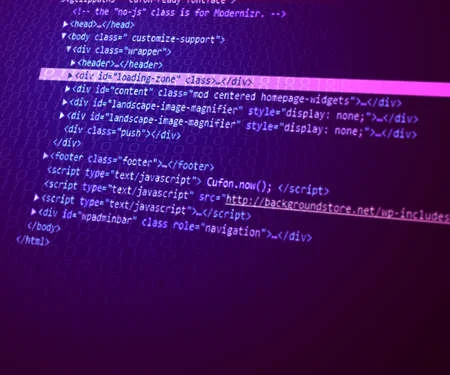 <!-- the "no-js" class is for Modernizr. -->
▶<head>…</head>
▼<body class=" customize-support">
▼<div class="wrapper">
▶<header>…</header>
▶<div id="loading-zone" class>…</div>
▶<div id="content" class="mod centered homepage-widgets">…</div>
▶<div id="landscape-image-magnifier" style="display: none;">…</div>
▶<div id="landscape-image-magnifier" style="display: none;">…</div>
<div class="push"></div>
</div>
▶<footer class="footer">…</footer>
<script type="text/javascript"> Cufon.now(); </script>
<script type="text/javascript" src="http://backgroundstore.net/wp-includes
▶<script type="text/javascript">…</script>
▶<div id="wpadminbar" class role="navigation">…</div>
</body>
</html>